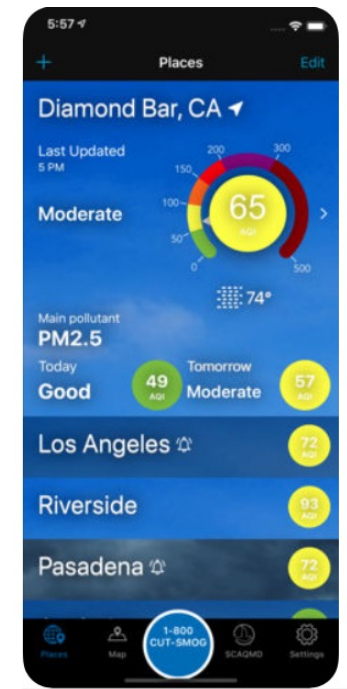 5:57
Places
Edit
Diamond Bar, CA
Last Updated
5 PM
Moderate
0
50
100
150
200
300
500
65
AQI
74°
Main pollutant
PM2.5
Today
Good
49
AQI
Tomorrow
Moderate
57
AQI
Los Angeles
72
AQI
Riverside
93
AQI
Pasadena
72
AQI
Places
Map
1-800
CUT-SMOG
SCAQMD
Settings